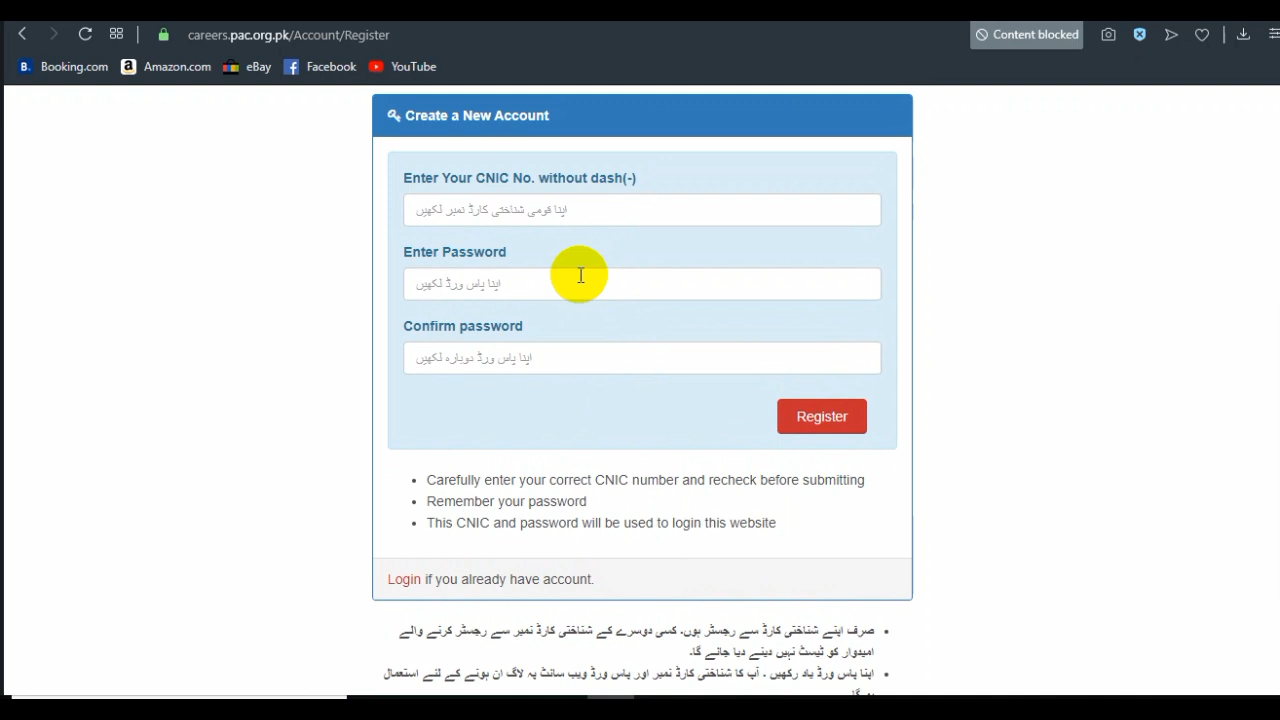 careers.pac.org.pk/Account/Register
Content blocked
B. Booking.com
a Amazon.com
eBay
Facebook
YouTube
Create a New Account
Enter Your CNIC No. without dash(-)
اپنا قومی شناختی کارڈ نمبر لکھیں
Enter Password
اپنا پاس ورڈ لکھیں
Confirm password
اپنا پاس ورڈ دوبارہ لکھیں
Register
• Carefully enter your correct CNIC number and recheck before submitting
• Remember your password
• This CNIC and password will be used to login this website
Login if you already have account.
• صرف اپنے شناختی کارڈ سے رجسٹر ہوں۔ کسی دوسرے کے شناختی کارڈ نمبر سے رجسٹر کرنے والے
امیدوار کو ٹیسٹ نہیں دینے دیا جائے گا۔
• اپنا پاس ورڈ یاد رکھیں ۔ آپ کا شناختی کارڈ نمبر اور پاس ورڈ ویب سائٹ پہ لاگ ان ہونے کے لئے استعمال